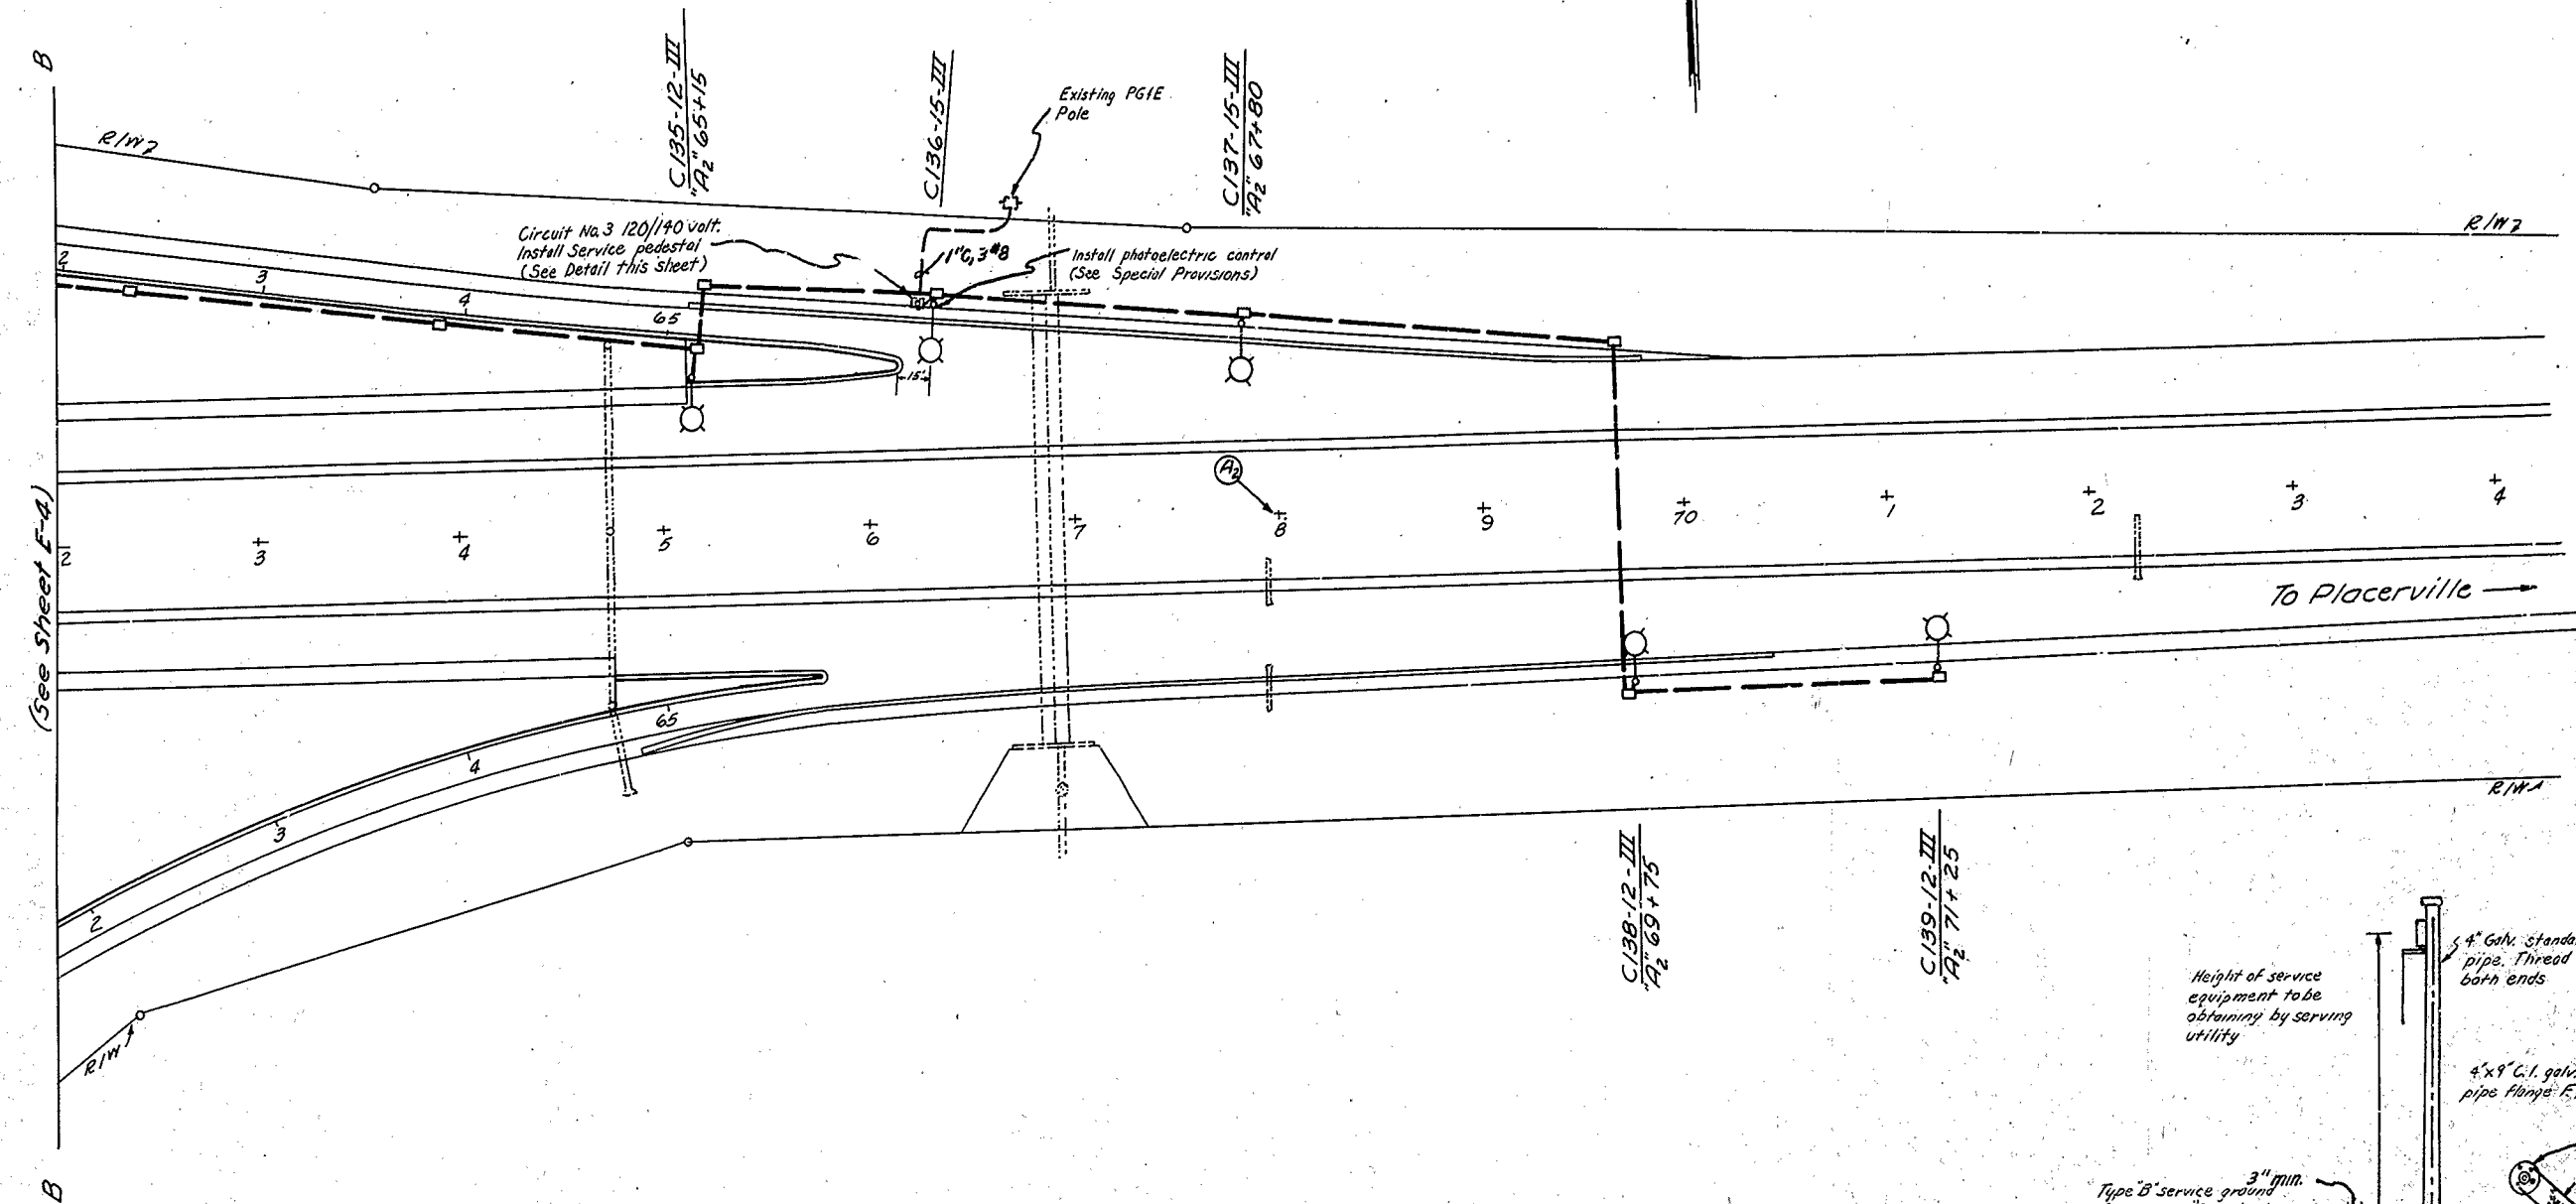 B
C135-12-III
"A2" 65+15
C136-15-III
Existing PG&E
Pole
C137-15-III
"A2" 67+80
R/W
R/W
Circuit No.3 120/140 volt.
Install Service pedestal
(See Detail this sheet)
1"C, 3 #8
Install photoelectric control
(See Special Provisions)
2
3
4
65
15'
(See Sheet E-4)
A2
2
3
4
5
6
7
8
9
70
1
2
3
4
To Placerville
65
4
3
2
R/W
R/W
C138-12-III
"A2" 69+75
C139-12-III
"A2" 71+25
Height of service
equipment to be
obtaining by serving
utility
4" Galv. standa
pipe. Thread
both ends
4"x9" C.I. galv.
pipe flange F.
3" min.
Type "B" service ground
B